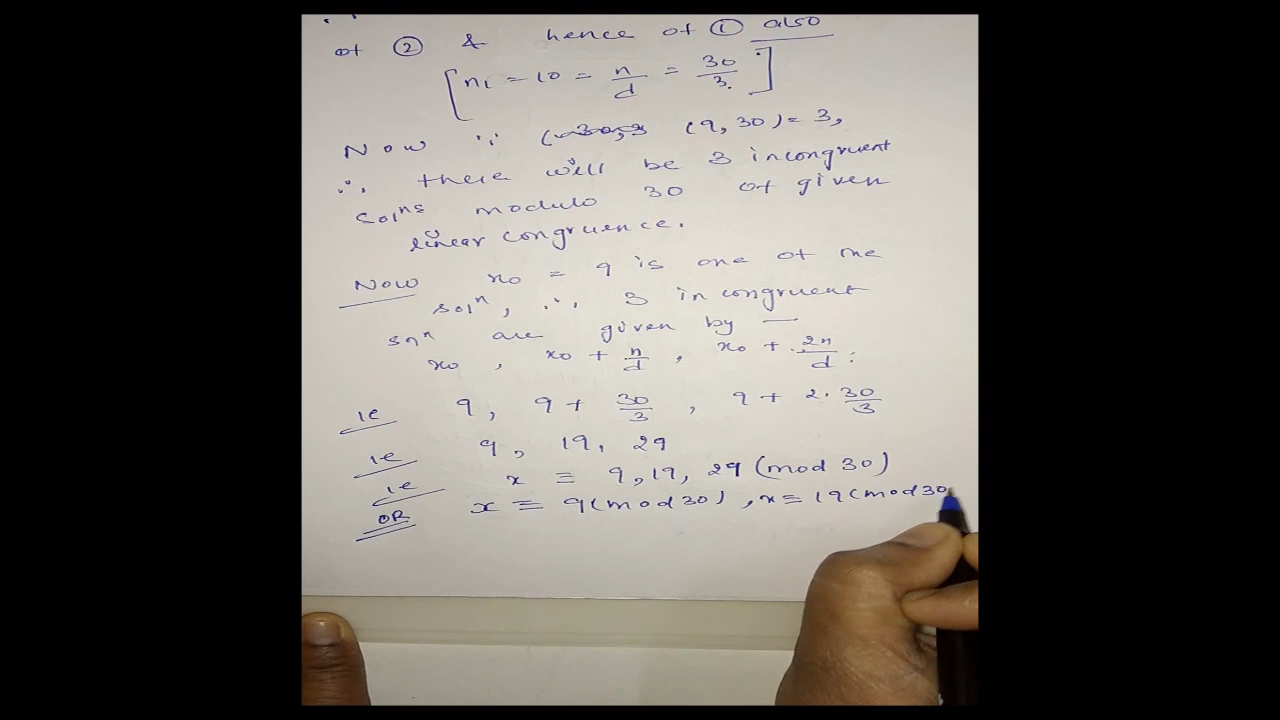 of ② & hence of ① also
[n₁ = 10 = n/d = 30/3.]
Now ∵ (9, 30) = 3,
∴ there will be 3 incongruent
solns modulo 30 of given
linear congruence.
Now x₀ = 9 is one of the
soln, ∴ 3 incongruent
soln are given by —
x₀, x₀ + n/d, x₀ + 2n/d.
ie 9, 9 + 30/3, 9 + 2·30/3
ie 9, 19, 29
ie x ≡ 9, 19, 29 (mod 30)
OR x ≡ 9 (mod 30), x ≡ 19 (mod 30